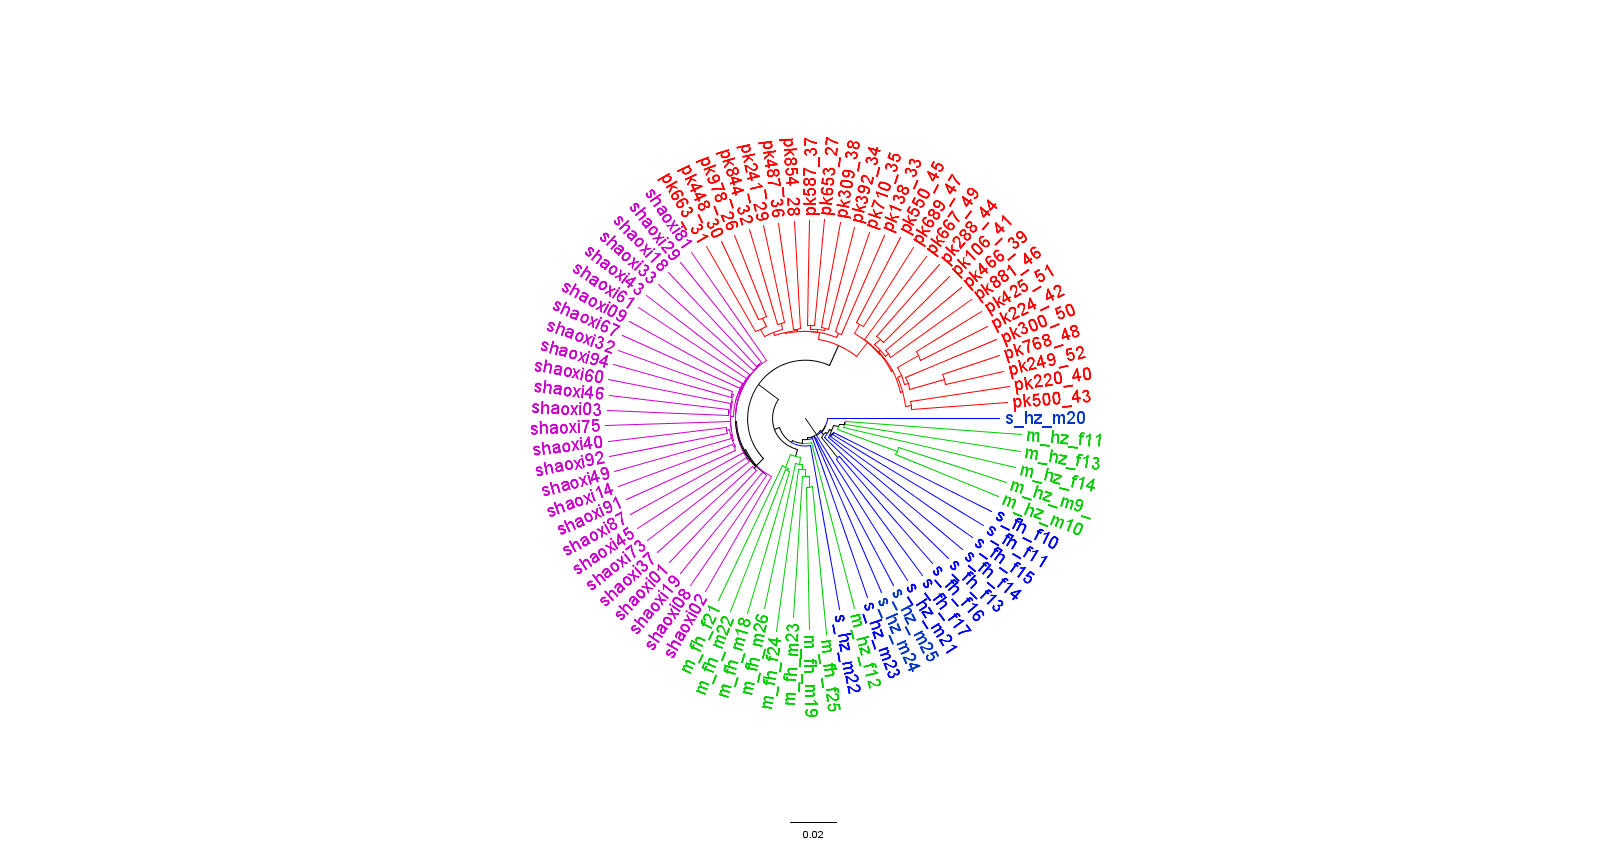 pk663_31
pk448_30
pk978_26
pk844_32
pk241_29
pk487_36
pk854_28
pk587_37
pk653_27
pk309_38
pk392_34
pk710_35
pk138_33
pk550_45
pk689_47
pk667_49
pk288_44
pk106_41
pk466_39
pk881_46
pk425_51
pk224_42
pk300_50
pk768_48
pk249_52
pk220_40
pk500_43
s_hz_m20
m_hz_f11
m_hz_f13
m_hz_f14
m_hz_m9_
m_hz_m10
s_fh_f10
s_fh_f11
s_fh_f15
s_fh_f14
s_fh_f13
s_fh_f16
s_fh_f17
s_hz_m21
s_hz_m25
s_hz_m24
s_hz_m23
m_hz_f12
s_hz_m22
m_fh_f25
m_fh_m19
m_fh_m23
m_fh_f24
m_fh_m26
m_fh_m18
m_fh_m22
m_fh_f21
shaoxi02
shaoxi08
shaoxi19
shaoxi01
shaoxi37
shaoxi73
shaoxi45
shaoxi87
shaoxi91
shaoxi14
shaoxi49
shaoxi92
shaoxi40
shaoxi75
shaoxi03
shaoxi46
shaoxi60
shaoxi94
shaoxi32
shaoxi67
shaoxi09
shaoxi61
shaoxi43
shaoxi33
shaoxi18
shaoxi29
shaoxi81
0.02